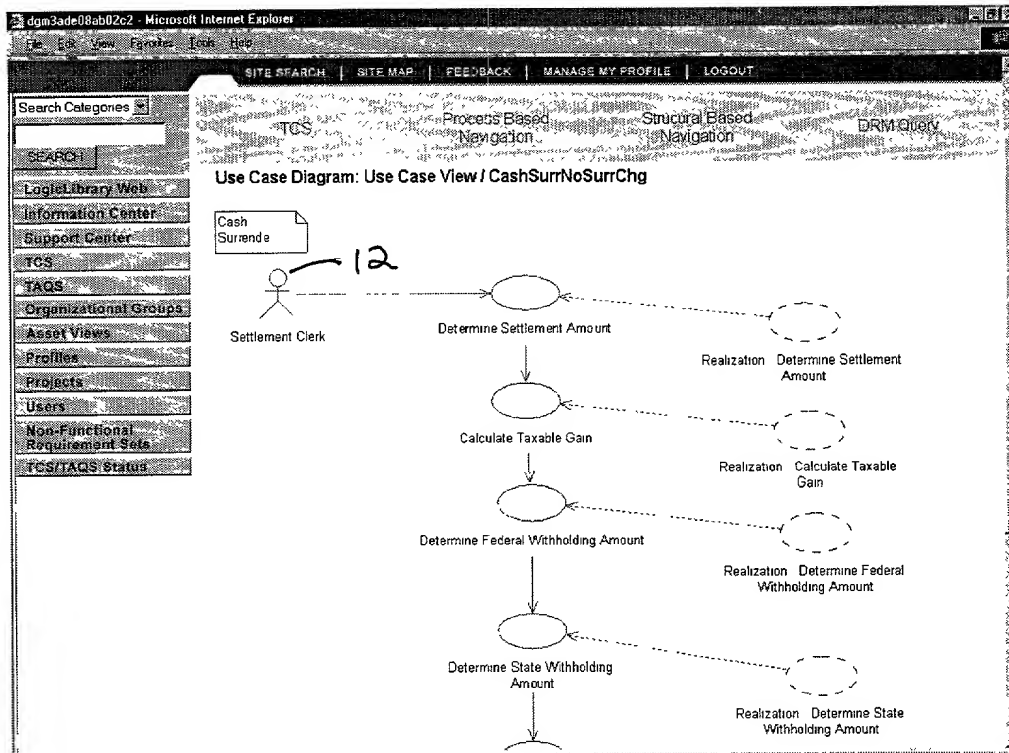 dgm3ade08ab02c2 - Microsoft Internet Explorer
File Edit View Favorites Tools Help
SITE SEARCH | SITE MAP | FEEDBACK | MANAGE MY PROFILE | LOGOUT
Search Categories
SEARCH
TCS
Process Based
Navigation
Strucural Based
Navigation
DRM Query
LogicLibrary Web
Information Center
Support Center
TCS
TAQS
Organizational Groups
Asset Views
Profiles
Projects
Users
Non-Functional
Requirement Sets
TCS/TAQS Status
Use Case Diagram: Use Case View / CashSurrNoSurrChg
Cash
Surrende
12
Settlement Clerk
Determine Settlement Amount
Realization Determine Settlement
Amount
Calculate Taxable Gain
Realization Calculate Taxable
Gain
Determine Federal Withholding Amount
Realization Determine Federal
Withholding Amount
Determine State Withholding
Amount
Realization Determine State
Withholding Amount